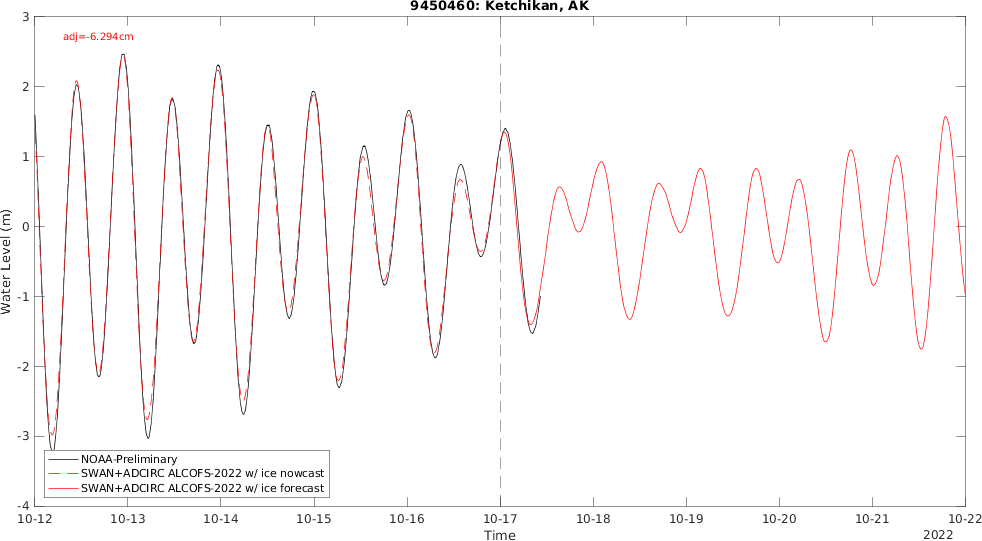 9450460: Ketchikan, AK
adj=-6.294cm
3
2
1
0
-1
-2
-3
-4
Water Level (m)
NOAA-Preliminary
SWAN+ADCIRC ALCOFS-2022 w/ ice nowcast
SWAN+ADCIRC ALCOFS-2022 w/ ice forecast
10-12 10-13 10-14 10-15 10-16 10-17 10-18 10-19 10-20 10-21 10-22
Time
2022